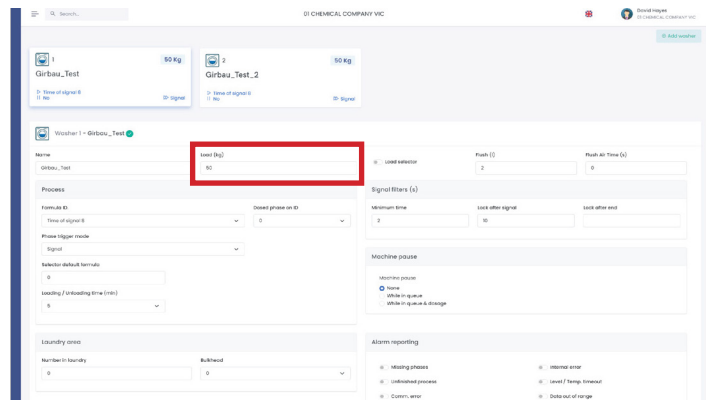 Search...
01 CHEMICAL COMPANY VIC
David Hayes
01 CHEMICAL COMPANY VIC
Add washer
1
50 Kg
Girbau_Test
Time of signal 8
No
Signal
2
50 Kg
Girbau_Test_2
Time of signal 8
No
Signal
Washer 1 - Girbau_Test
Name
Load (kg)
Load selector
Flush (l)
Flush Air Time (s)
Girbau_Test
50
2
0
Process
Signal filters (s)
Formula ID
Dosed phase on ID
Minimum time
Lock after signal
Lock after end
Time of signal 8
0
2
10
Phase trigger mode
Signal
Machine pause
Selector default formula
0
Machine pause
None
While in queue
While in queue & dosage
Loading / Unloading time (min)
5
Laundry area
Alarm reporting
Number in laundry
Bulkhead
0
0
Missing phases
Internal error
Unfinished process
Level / Temp. timeout
Comm. error
Data out of range